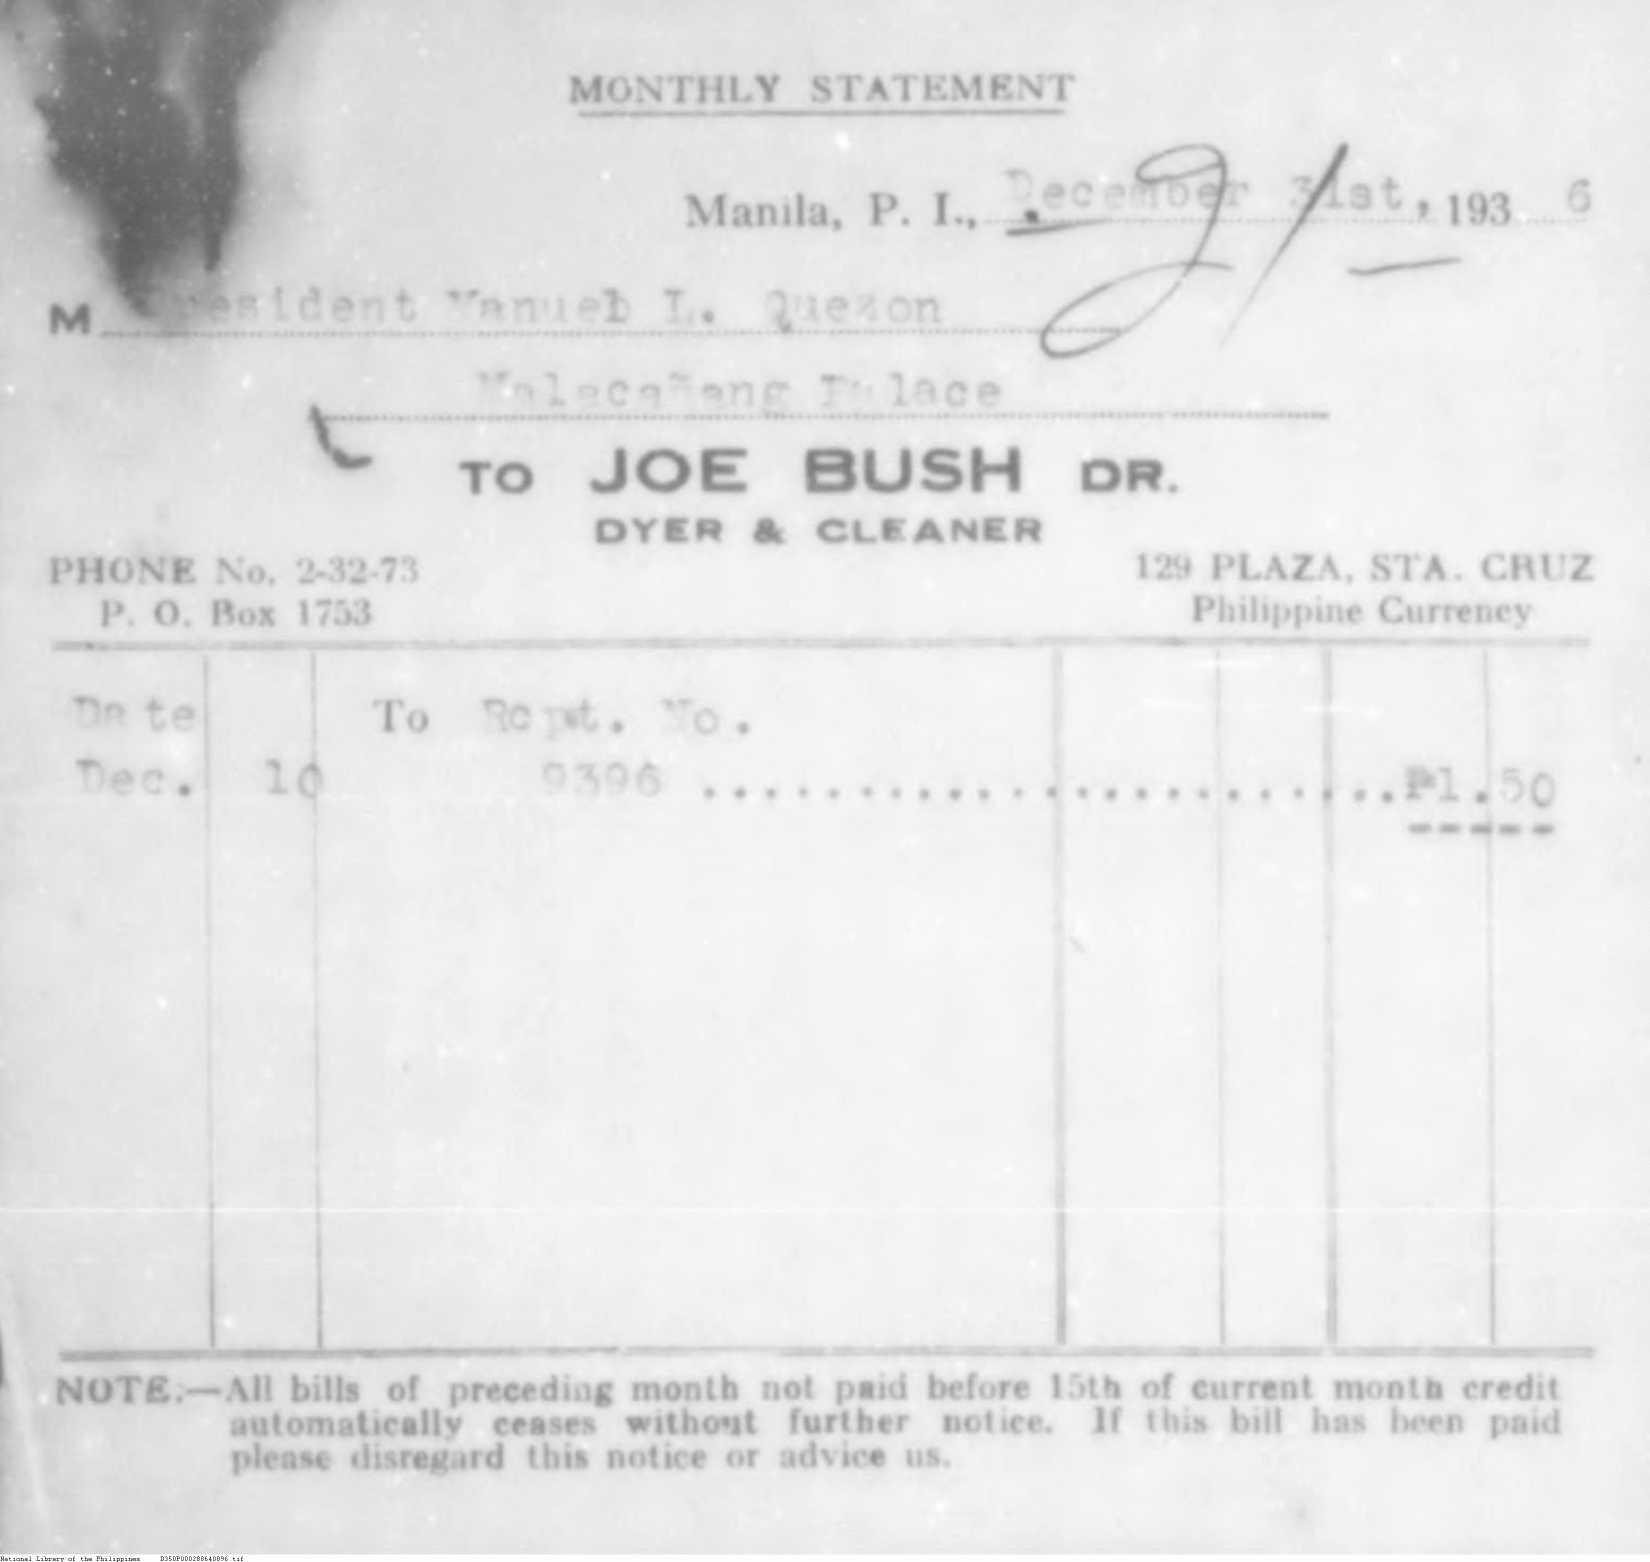 MONTHLY STATEMENT
Manila, P. I., December 31st, 1936
21
M President Manuel L. Quezon
Malacañang Palace
TO JOE BUSH DR.
DYER & CLEANER
PHONE No. 2-32-73
129 PLAZA, STA. CRUZ
P. O. Box 1753
Philippine Currency
Date To Rcpt. No.
Dec. 10 9396 ........................₱1.50
-----
NOTE:—All bills of preceding month not paid before 15th of current month credit
automatically ceases without further notice. If this bill has been paid
please disregard this notice or advice us.
National Library of the Philippines D350P000288640896.tif